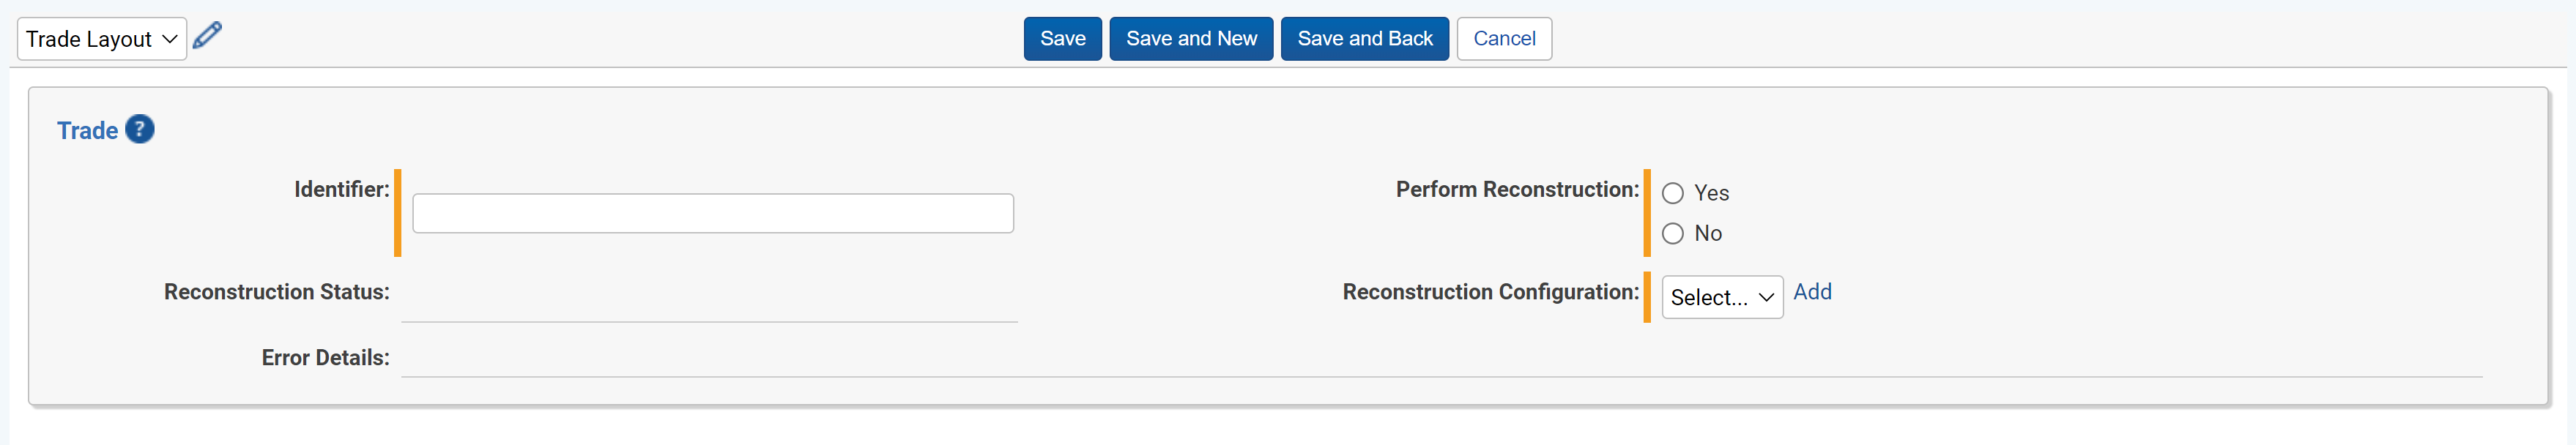 Trade Layout Save Save and New Save and Back Cancel
Trade ?
Identifier: Perform Reconstruction: Yes
No
Reconstruction Status: Reconstruction Configuration: Select... Add
Error Details: